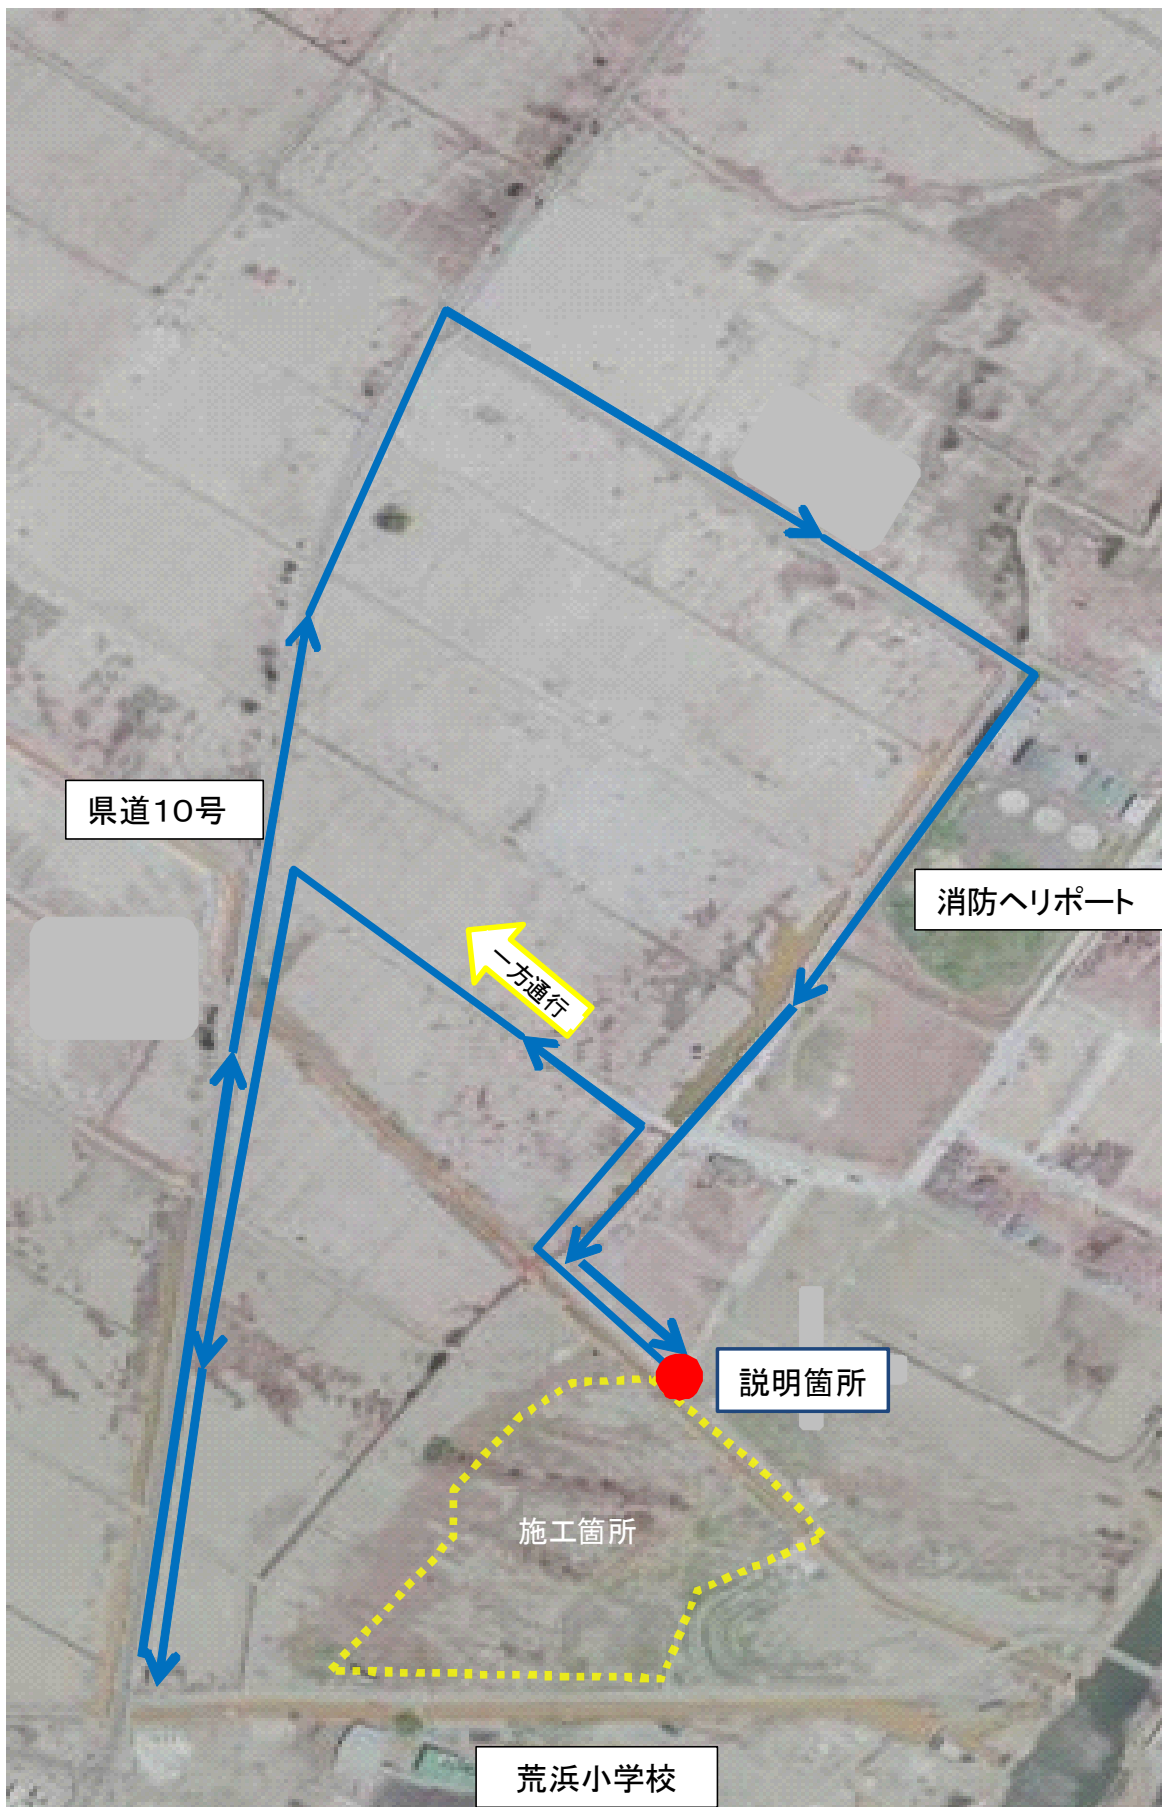 県道10号
消防ヘリポート
一方通行
説明箇所
施工箇所
荒浜小学校